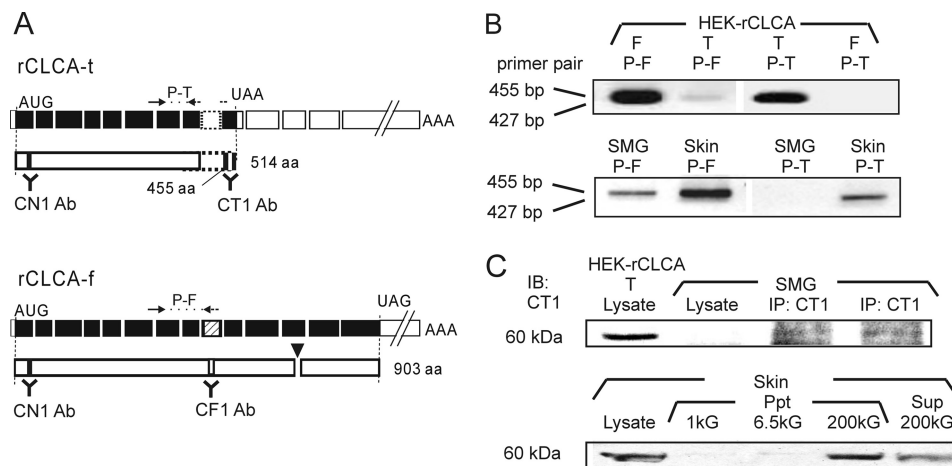 A
rCLCA-t
P-T
AUG
UAA
AAA
514 aa
455 aa
CN1 Ab
CT1 Ab
rCLCA-f
P-F
AUG
UAG
AAA
903 aa
CN1 Ab
CF1 Ab
B
HEK-rCLCA
F T T F
primer pair P-F P-F P-T P-T
455 bp
427 bp
SMG Skin SMG Skin
P-F P-F P-T P-T
455 bp
427 bp
C
HEK-rCLCA
IB: T SMG
CT1 Lysate Lysate IP: CT1 IP: CT1
60 kDa
Skin
Ppt Sup
Lysate 1kG 6.5kG 200kG 200kG
60 kDa